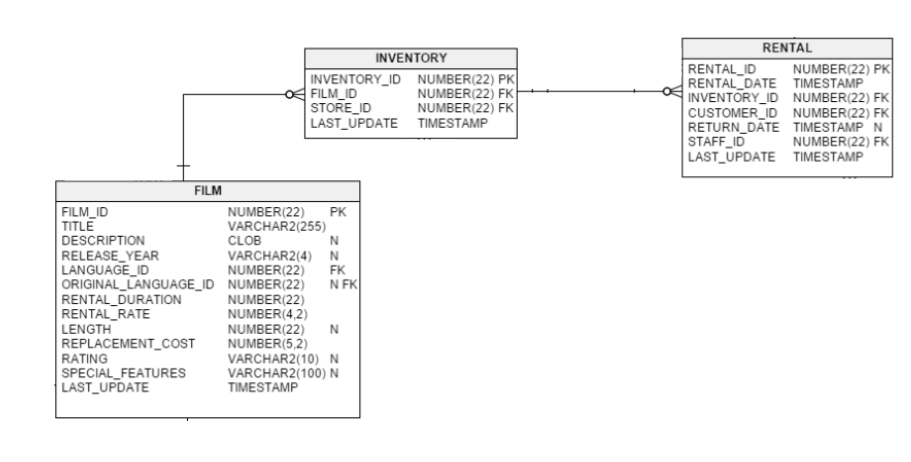 INVENTORY
INVENTORY_ID NUMBER(22) PK
FILM_ID NUMBER(22) FK
STORE_ID NUMBER(22) FK
LAST_UPDATE TIMESTAMP
RENTAL
RENTAL_ID NUMBER(22) PK
RENTAL_DATE TIMESTAMP
INVENTORY_ID NUMBER(22) FK
CUSTOMER_ID NUMBER(22) FK
RETURN_DATE TIMESTAMP N
STAFF_ID NUMBER(22) FK
LAST_UPDATE TIMESTAMP
FILM
FILM_ID NUMBER(22) PK
TITLE VARCHAR2(255)
DESCRIPTION CLOB N
RELEASE_YEAR VARCHAR2(4) N
LANGUAGE_ID NUMBER(22) FK
ORIGINAL_LANGUAGE_ID NUMBER(22) N FK
RENTAL_DURATION NUMBER(22)
RENTAL_RATE NUMBER(4,2)
LENGTH NUMBER(22) N
REPLACEMENT_COST NUMBER(5,2)
RATING VARCHAR2(10) N
SPECIAL_FEATURES VARCHAR2(100) N
LAST_UPDATE TIMESTAMP